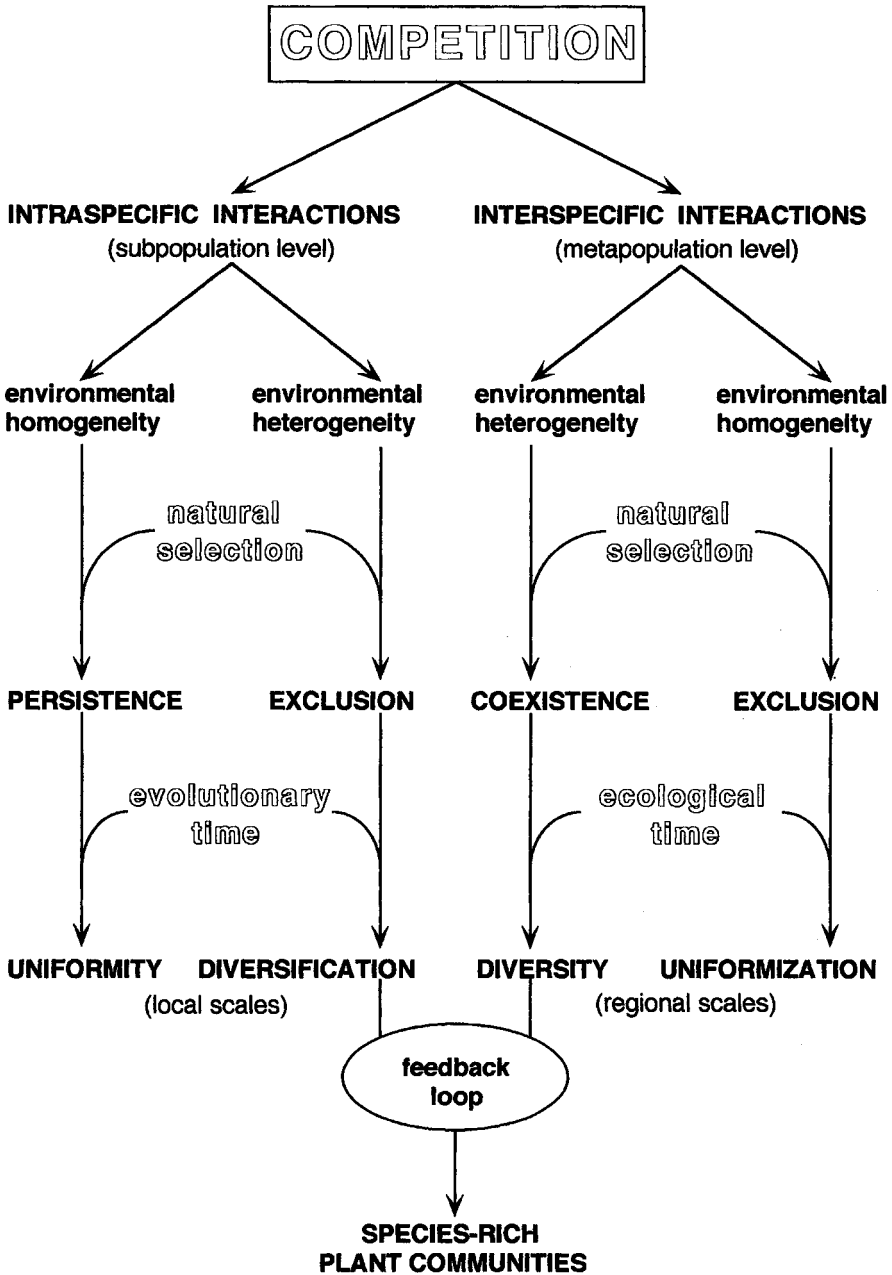 COMPETITION
INTRASPECIFIC INTERACTIONS
(subpopulation level)
INTERSPECIFIC INTERACTIONS
(metapopulation level)
environmental
homogeneity
environmental
heterogeneity
environmental
heterogeneity
environmental
homogeneity
natural
selection
natural
selection
PERSISTENCE
EXCLUSION
COEXISTENCE
EXCLUSION
evolutionary
time
ecological
time
UNIFORMITY
DIVERSIFICATION
(local scales)
DIVERSITY
UNIFORMIZATION
(regional scales)
feedback
loop
SPECIES-RICH
PLANT COMMUNITIES